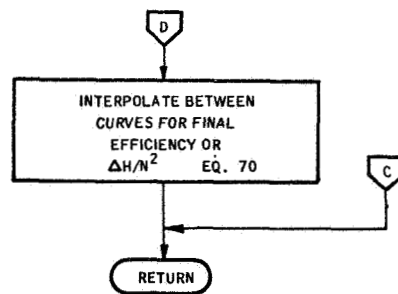 D
INTERPOLATE BETWEEN
CURVES FOR FINAL
EFFICIENCY OR
ΔH/N² EQ. 70
C
RETURN